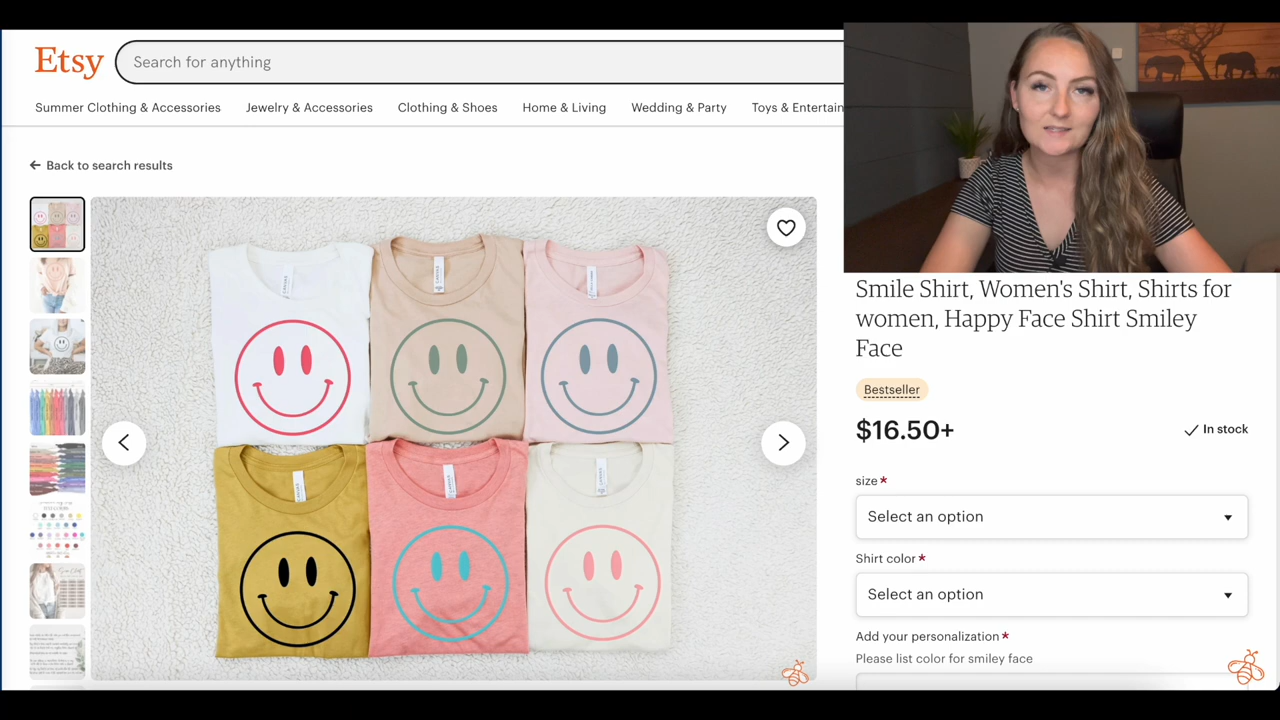 Etsy
Search for anything
Summer Clothing & Accessories
Jewelry & Accessories
Clothing & Shoes
Home & Living
Wedding & Party
Toys & Entertain
← Back to search results
Smile Shirt, Women's Shirt, Shirts for
women, Happy Face Shirt Smiley
Face
Bestseller
$16.50+
In stock
size*
Select an option
Shirt color*
Select an option
Add your personalization*
Please list color for smiley face